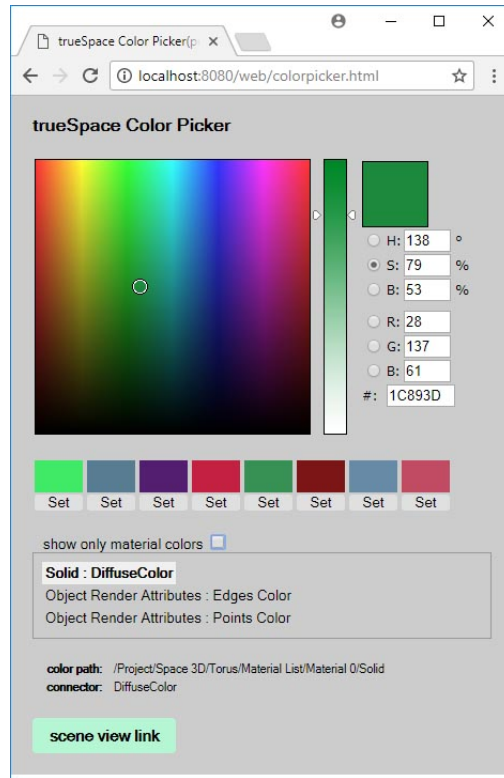 trueSpace Color Picker(p
localhost:8080/web/colorpicker.html
trueSpace Color Picker
H: 138 °
S: 79 %
B: 53 %
R: 28
G: 137
B: 61
#: 1C893D
Set Set Set Set Set Set Set Set
show only material colors
Solid : DiffuseColor
Object Render Attributes : Edges Color
Object Render Attributes : Points Color
color path: /Project/Space 3D/Torus/Material List/Material 0/Solid
connector: DiffuseColor
scene view link